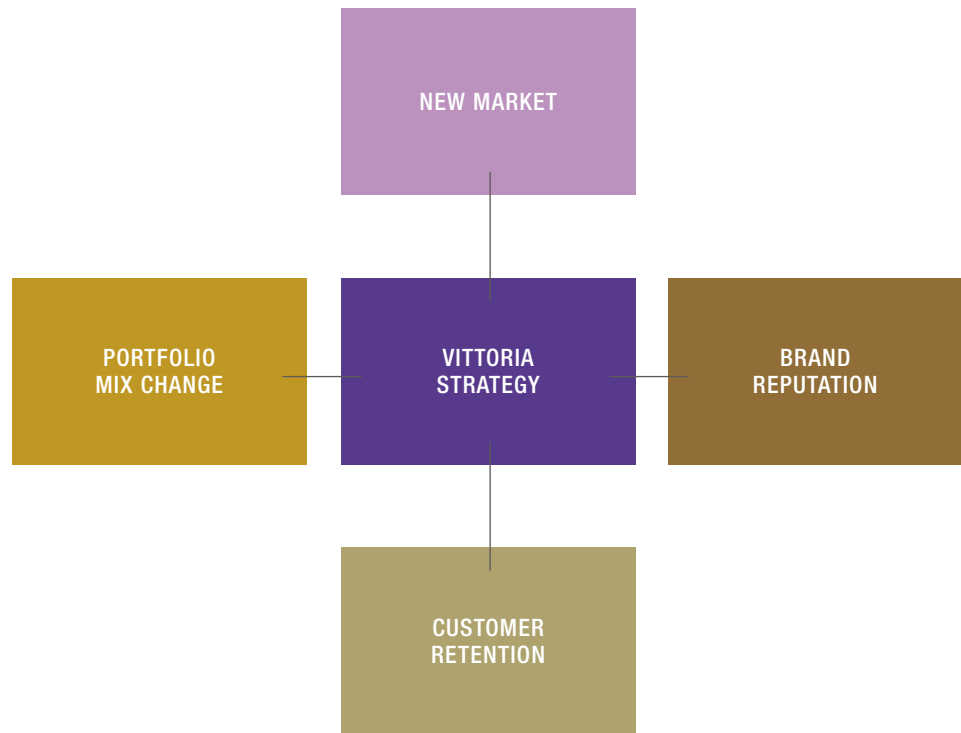 NEW MARKET
PORTFOLIO
MIX CHANGE
VITTORIA
STRATEGY
BRAND
REPUTATION
CUSTOMER
RETENTION